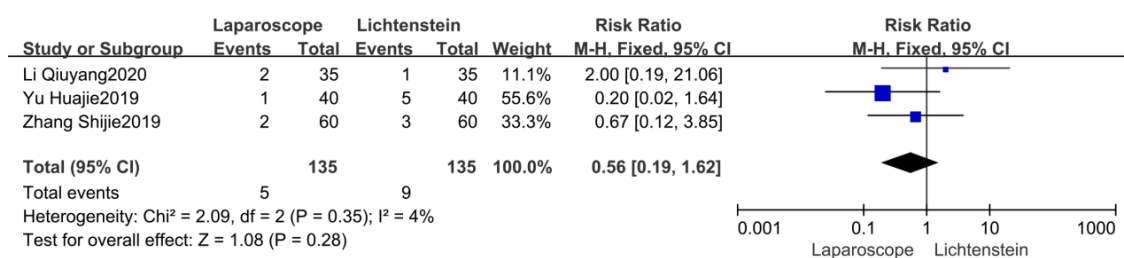 Laparoscope Lichtenstein Risk Ratio Risk Ratio
Study or Subgroup Events Total Events Total Weight M-H, Fixed, 95% CI M-H, Fixed, 95% CI
Li Qiuyang2020 2 35 1 35 11.1% 2.00 [0.19, 21.06]
Yu Huajie2019 1 40 5 40 55.6% 0.20 [0.02, 1.64]
Zhang Shijie2019 2 60 3 60 33.3% 0.67 [0.12, 3.85]
Total (95% CI) 135 135 100.0% 0.56 [0.19, 1.62]
Total events 5 9
Heterogeneity: Chi² = 2.09, df = 2 (P = 0.35); I² = 4%
Test for overall effect: Z = 1.08 (P = 0.28)
0.001 0.1 1 10 1000
Laparoscope Lichtenstein